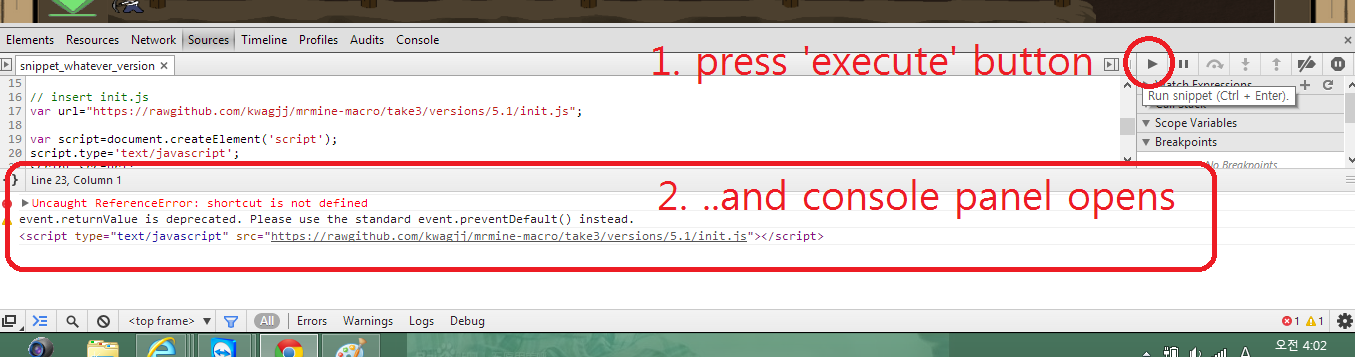 Elements Resources Network Sources Timeline Profiles Audits Console
1. press 'execute' button
snippet_whatever_version
Watch Expressions
Run snippet (Ctrl + Enter).
15
16 // insert init.js
17 var url="https://rawgithub.com/kwagjj/mrmine-macro/take3/versions/5.1/init.js";
18
19 var script=document.createElement('script');
20 script.type='text/javascript';
Scope Variables
Breakpoints
No Breakpoints
{} Line 23, Column 1
2. ..and console panel opens
Uncaught ReferenceError: shortcut is not defined
event.returnValue is deprecated. Please use the standard event.preventDefault() instead.
<script type="text/javascript" src="https://rawgithub.com/kwagjj/mrmine-macro/take3/versions/5.1/init.js"></script>
<top frame> All Errors Warnings Logs Debug 1 1
A 오전 4:02